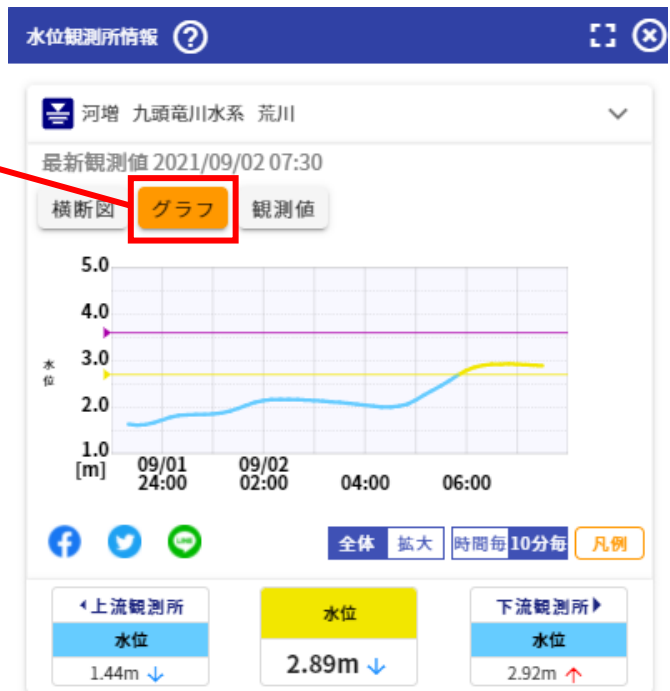 水位観測所情報 ?
河増 九頭竜川水系 荒川
最新観測値 2021/09/02 07:30
横断図 グラフ 観測値
5.0
4.0
3.0
水位
2.0
1.0
[m]
09/01 24:00
09/02 02:00
04:00
06:00
LINE
全体 拡大 時間毎 10分毎 凡例
上流観測所 水位 下流観測所
水位 水位
1.44m ↓ 2.89m ↓ 2.92m ↑